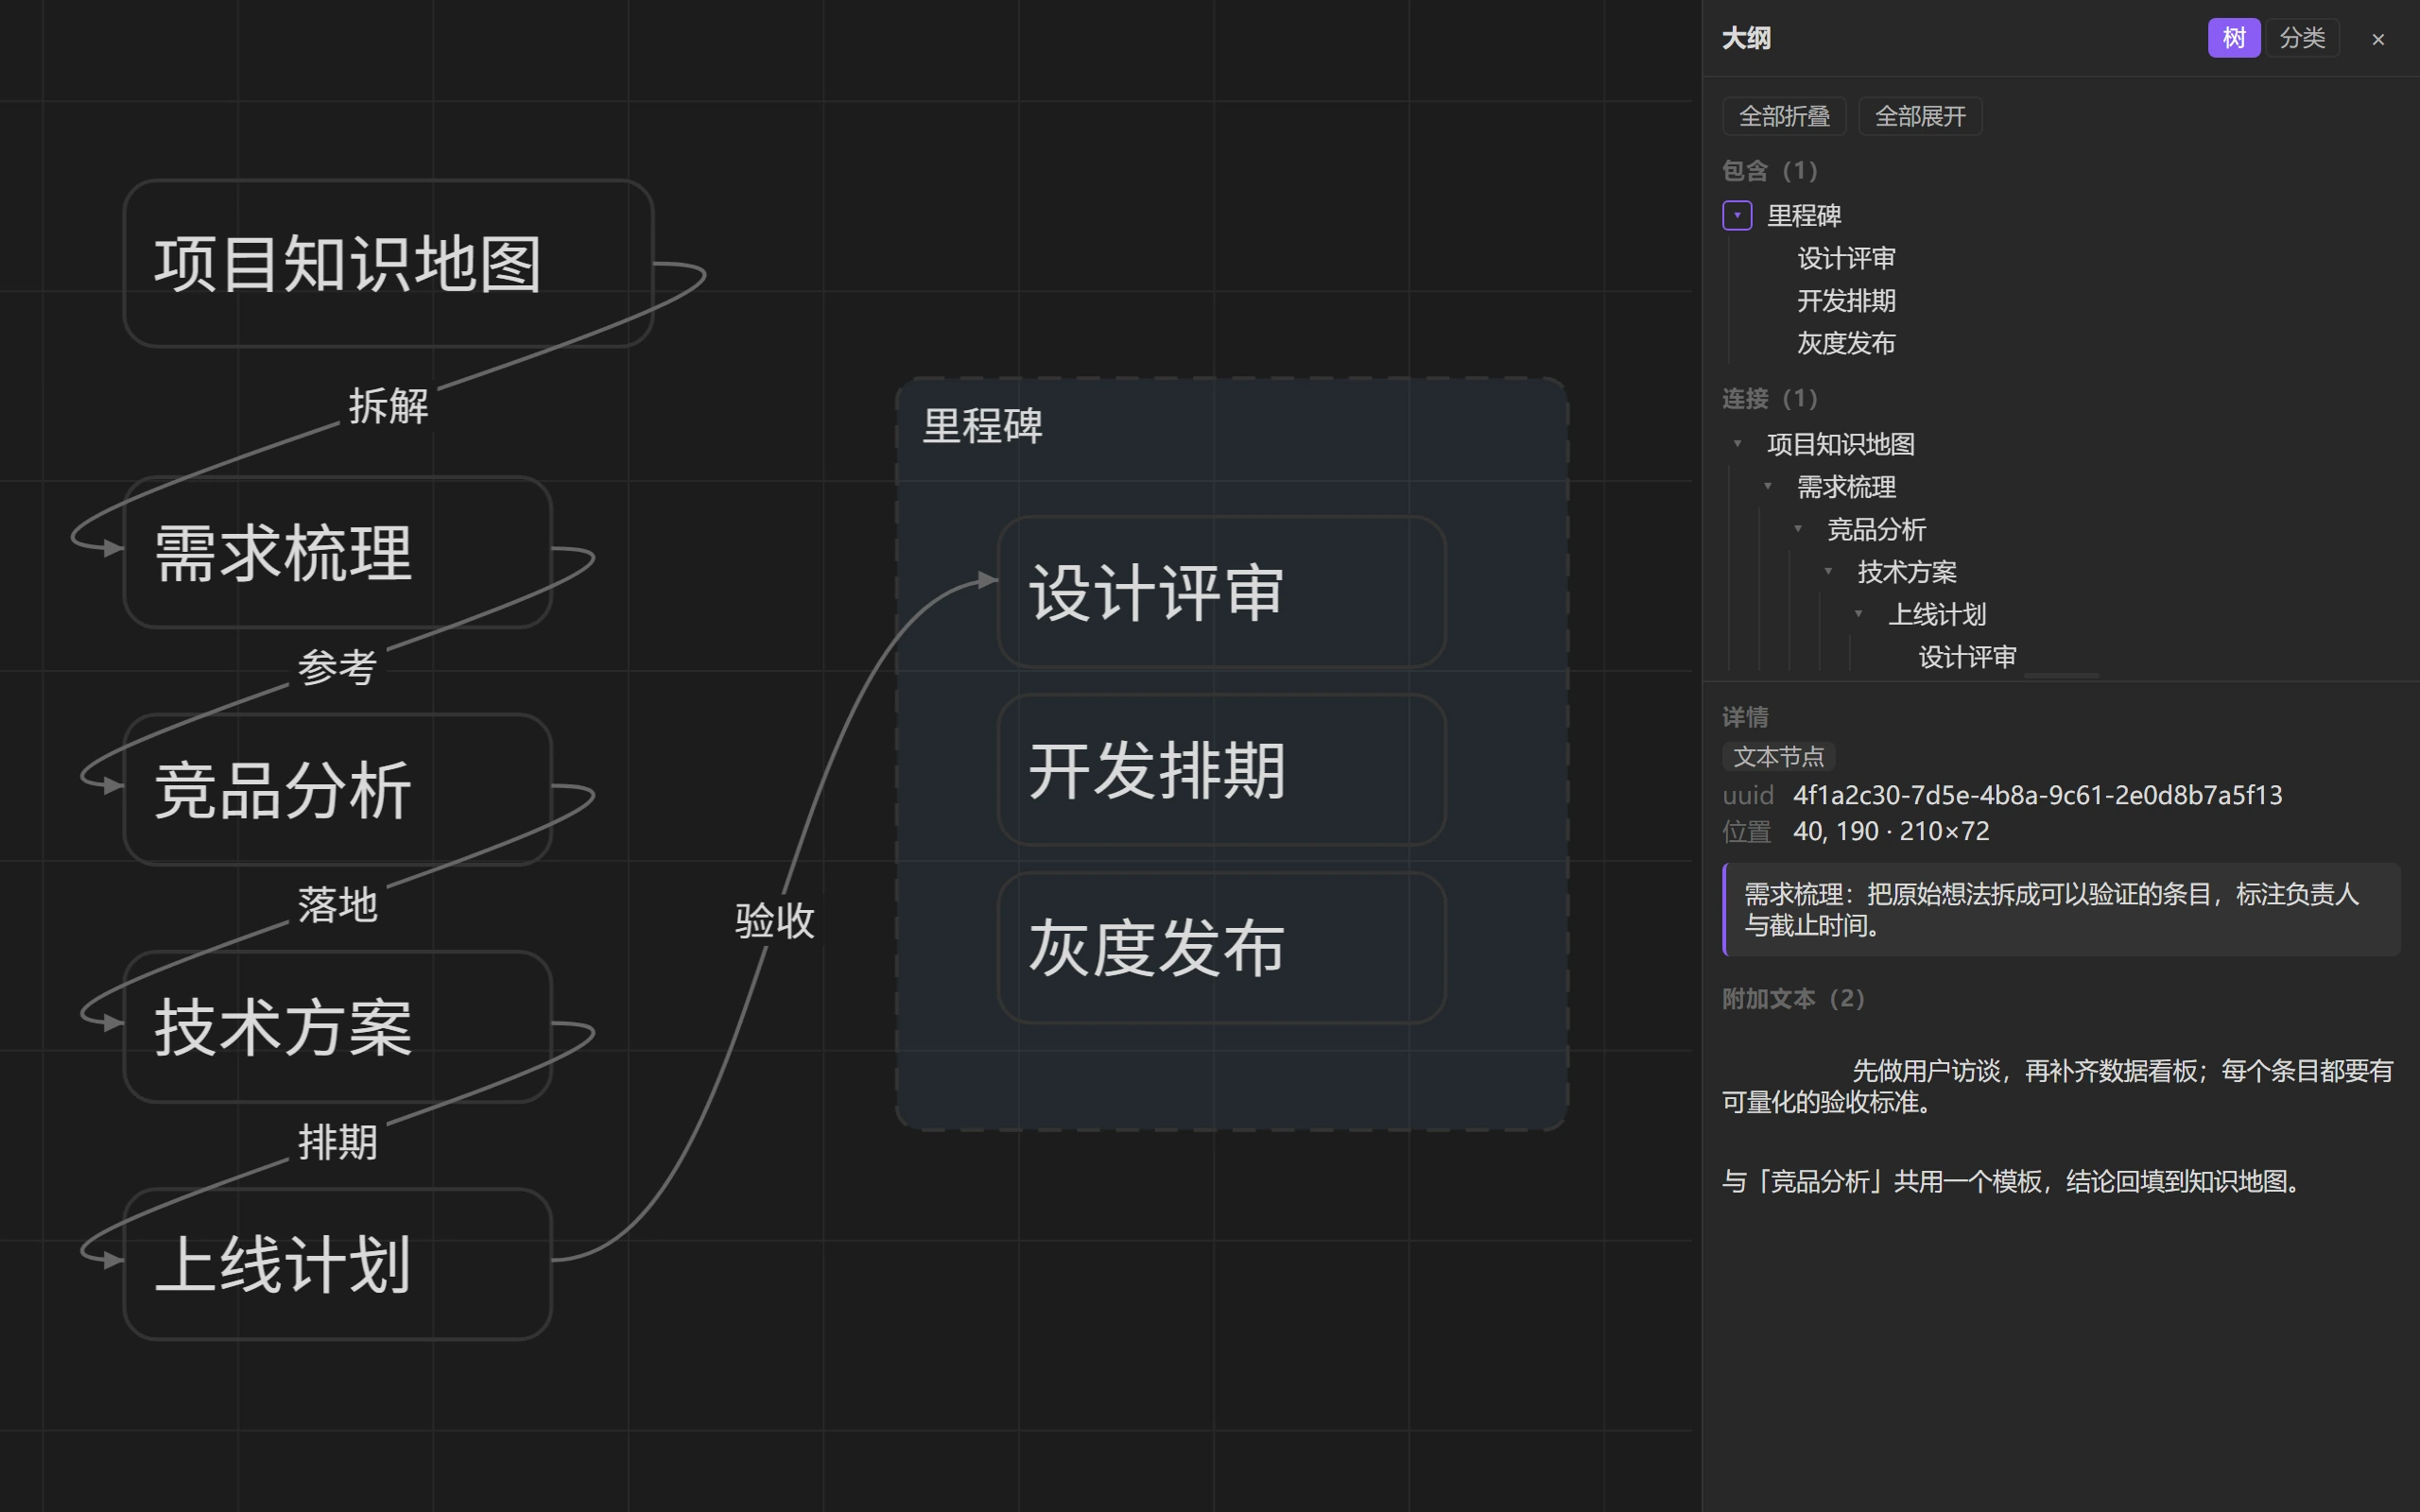 项目知识地图
拆解
需求梳理
参考
竞品分析
落地
技术方案
排期
上线计划
验收
里程碑
设计评审
开发排期
灰度发布
大纲
树
分类
×
全部折叠
全部展开
包含（1）
里程碑
设计评审
开发排期
灰度发布
连接（1）
项目知识地图
需求梳理
竞品分析
技术方案
上线计划
设计评审
详情
文本节点
uuid 4f1a2c30-7d5e-4b8a-9c61-2e0d8b7a5f13
位置 40, 190 · 210×72
需求梳理：把原始想法拆成可以验证的条目，标注负责人
与截止时间。
附加文本（2）
先做用户访谈，再补齐数据看板；每个条目都要有
可量化的验收标准。
与「竞品分析」共用一个模板，结论回填到知识地图。